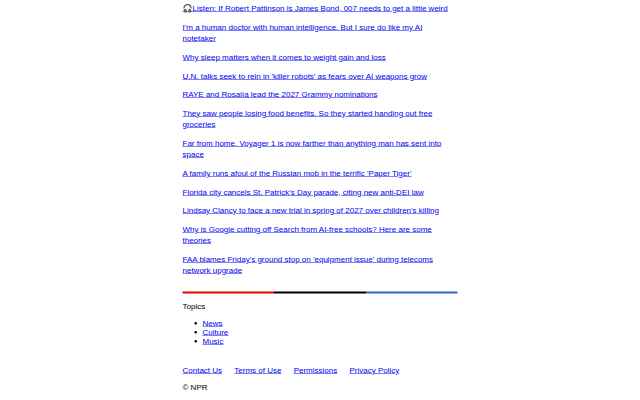 🎧Listen: If Robert Pattinson is James Bond, 007 needs to get a little weird
I'm a human doctor with human intelligence. But I sure do like my AI
notetaker
Why sleep matters when it comes to weight gain and loss
U.N. talks seek to rein in 'killer robots' as fears over AI weapons grow
RAYE and Rosalía lead the 2027 Grammy nominations
They saw people losing food benefits. So they started handing out free
groceries
Far from home, Voyager 1 is now farther than anything man has sent into
space
A family runs afoul of the Russian mob in the terrific 'Paper Tiger'
Florida city cancels St. Patrick's Day parade, citing new anti-DEI law
Lindsay Clancy to face a new trial in spring of 2027 over children's killing
Why is Google cutting off Search from AI-free schools? Here are some
theories
FAA blames Friday's ground stop on 'equipment issue' during telecoms
network upgrade
Topics
News
Culture
Music
Contact Us Terms of Use Permissions Privacy Policy
© NPR